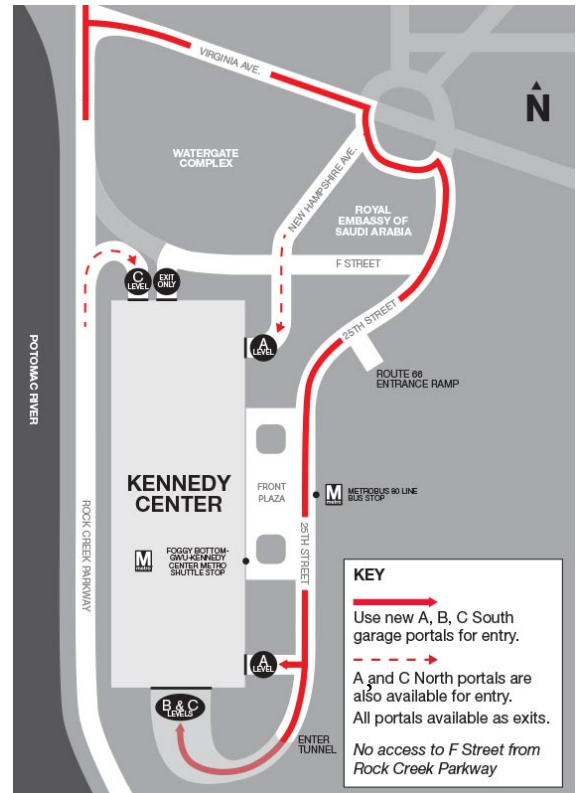 VIRGINIA AVE.
N
WATERGATE
COMPLEX
NEW HAMPSHIRE AVE.
ROYAL
EMBASSY OF
SAUDI ARABIA
F STREET
C
LEVEL
EXIT
ONLY
A
LEVEL
25TH STREET
ROUTE 66
ENTRANCE RAMP
POTOMAC RIVER
ROCK CREEK PARKWAY
KENNEDY
CENTER
FRONT
PLAZA
M
metro
METROBUS 80 LINE
BUS STOP
M
metro
FOGGY BOTTOM-
GWU-KENNEDY
CENTER METRO
SHUTTLE STOP
25TH STREET
A
LEVEL
B & C
LEVELS
ENTER
TUNNEL
KEY
Use new A, B, C South
garage portals for entry.
A and C North portals are
also available for entry.
All portals available as exits.
No access to F Street from
Rock Creek Parkway